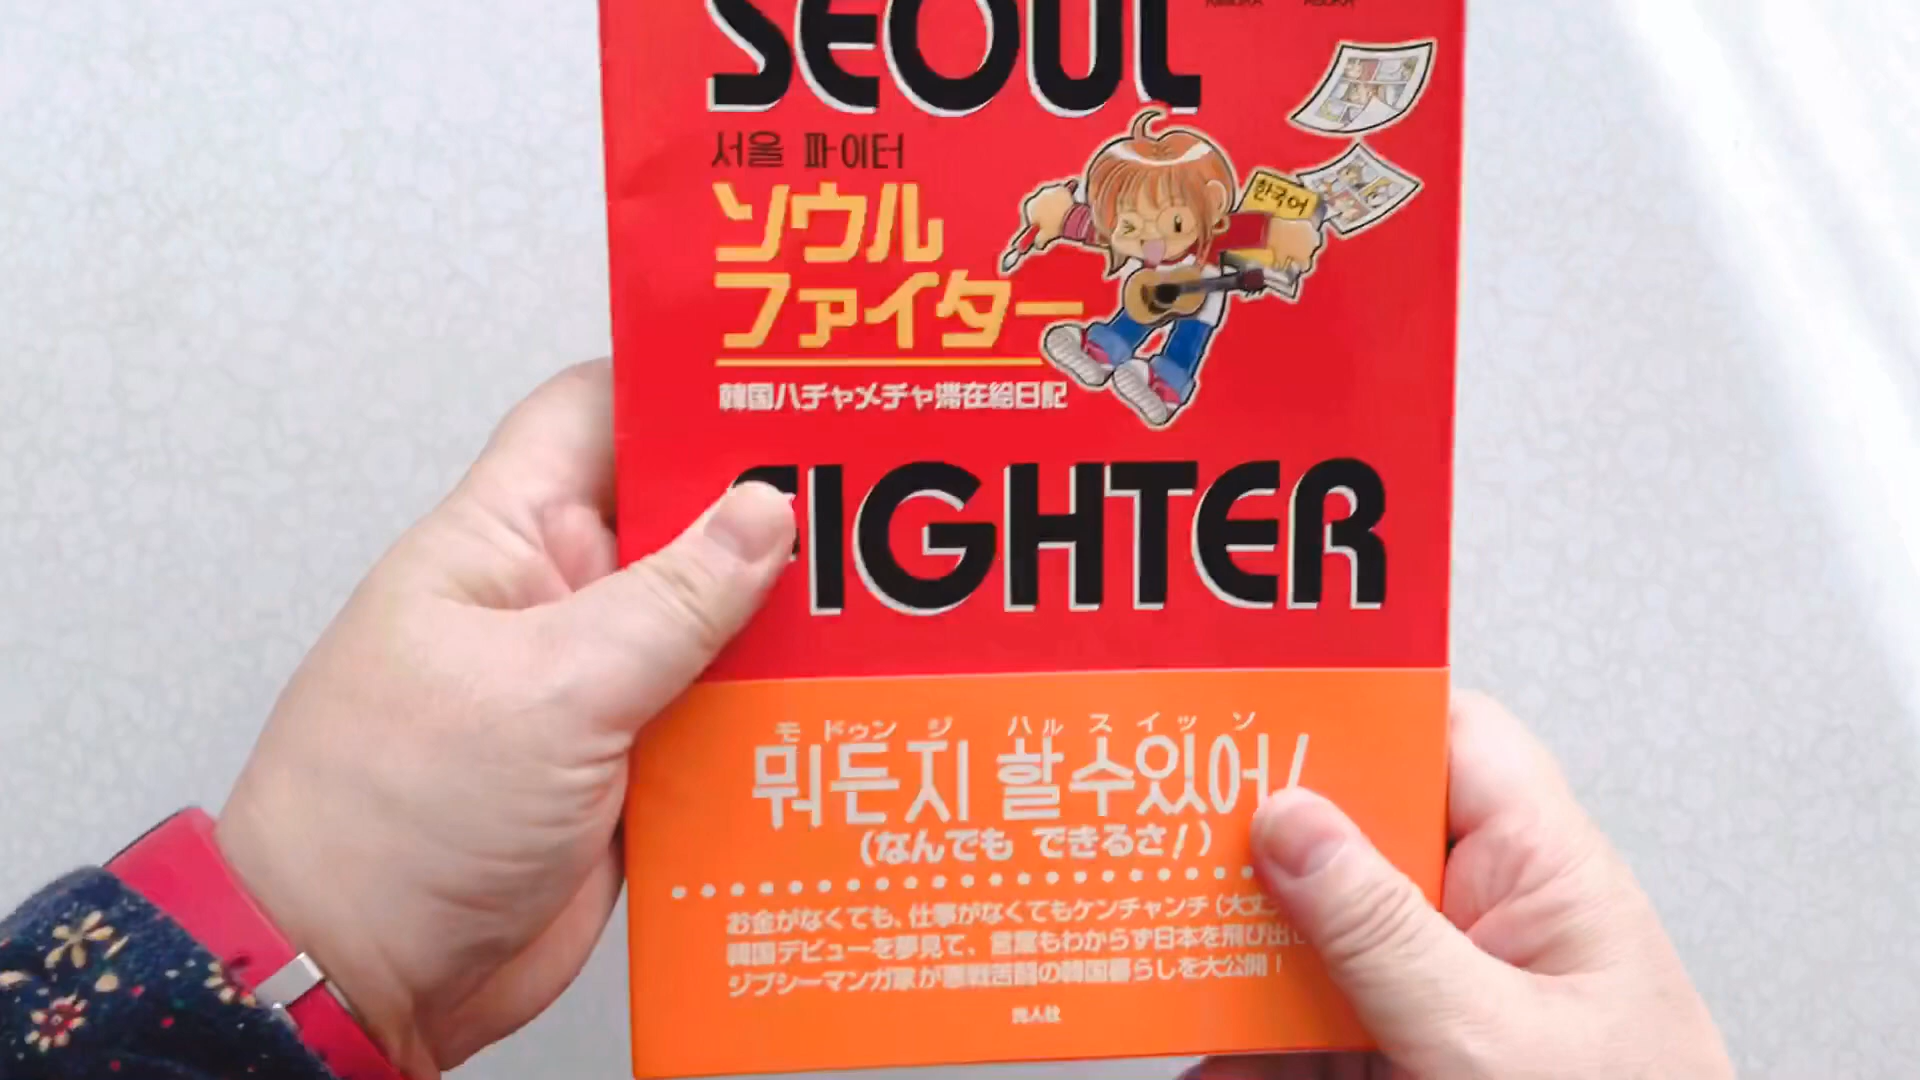 SEOUL
서울 파이터
한국어
ソウル
ファイター
韓国ハチャメチャ滞在絵日記
FIGHTER
モ ドゥン ジ ハル ス イッ ソ
뭐든지 할수있어!
(なんでも できるさ!)
お金がなくても、仕事がなくてもケンチャンチ(大丈
韓国デビューを夢見て、言葉もわからず日本を飛び出し
ジプシーマンガ家が悪戦苦闘の韓国暮らしを大公開!